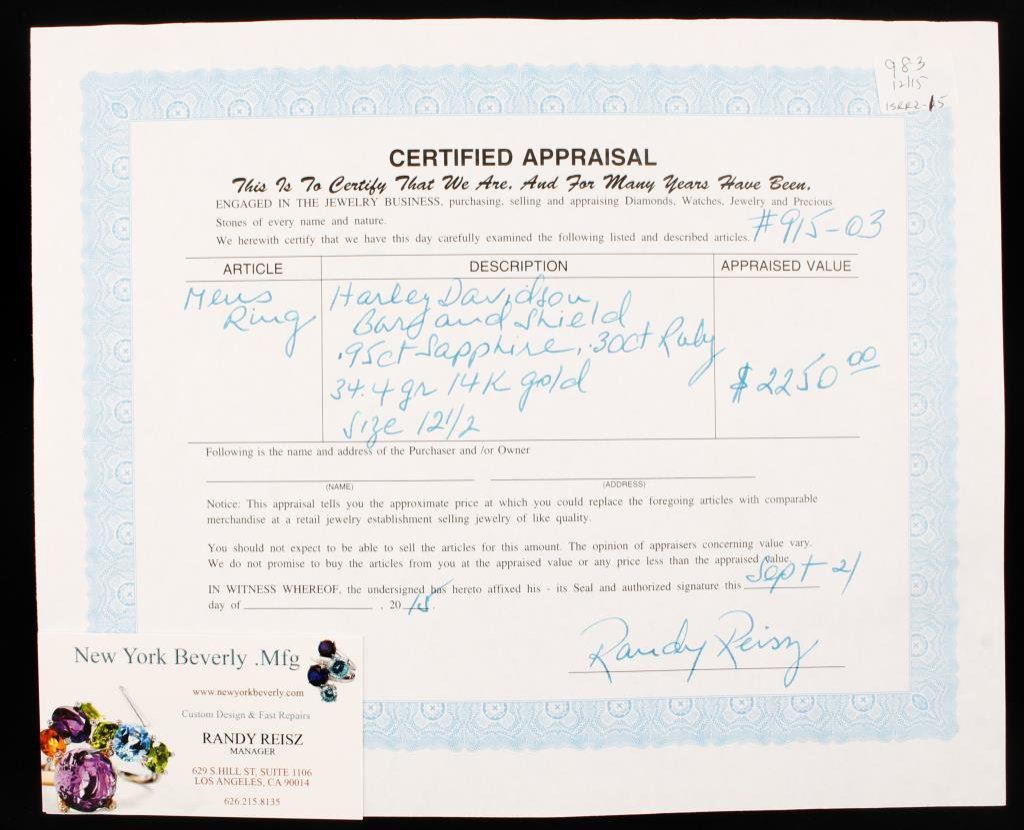 983
12/15
CERTIFIED APPRAISAL
This Is To Certify That We Are, And For Many Years Have Been,
ENGAGED IN THE JEWELRY BUSINESS, purchasing, selling and appraising Diamonds, Watches, Jewelry and Precious
Stones of every name and nature.
We herewith certify that we have this day carefully examined the following listed and described articles.
#915-03
ARTICLE DESCRIPTION APPRAISED VALUE
Mens Harley Davidson,
Ring Bar and Shield
.95ct Sapphire, .30ct Ruby
34.4 gr 14K gold $2250.00
Size 12 1/2
Following is the name and address of the Purchaser and /or Owner
(NAME) (ADDRESS)
Notice: This appraisal tells you the approximate price at which you could replace the foregoing articles with comparable
merchandise at a retail jewelry establishment selling jewelry of like quality.
You should not expect to be able to sell the articles for this amount. The opinion of appraisers concerning value vary.
We do not promise to buy the articles from you at the appraised value or any price less than the appraised value.
IN WITNESS WHEREOF, the undersigned has hereto affixed his - its Seal and authorized signature this Sept 21
day of , 20 15.
Randy Reisz
New York Beverly .Mfg
www.newyorkbeverly.com
Custom Design & Fast Repairs
RANDY REISZ
MANAGER
629 S.HILL ST, SUITE 1106
LOS ANGELES, CA 90014
626.215.8135